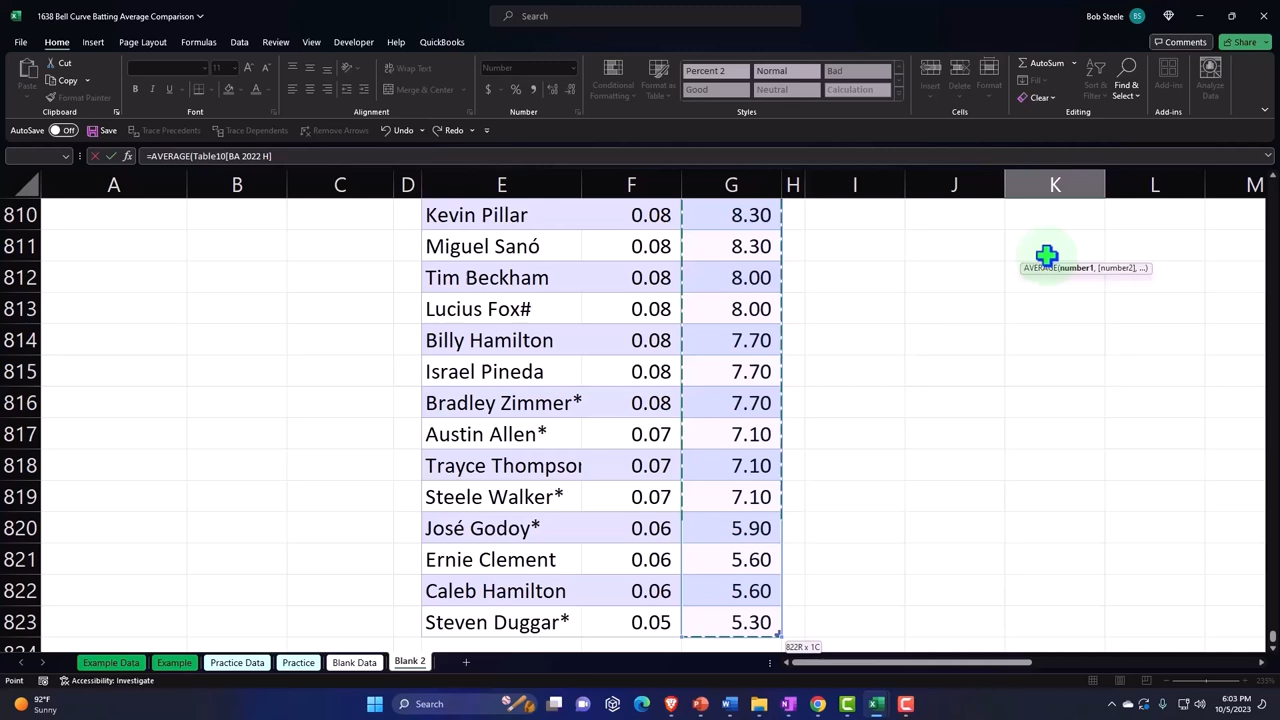 1638 Bell Curve Batting Average Comparison
Search
Bob Steele BS
File Home Insert Page Layout Formulas Data Review View Developer Help QuickBooks Comments Share
Paste Cut Copy Format Painter Clipboard
11 B I U Font
Wrap Text Merge & Center Alignment
Number $ % Number
Conditional Formatting Format as Table Percent 2 Normal Bad Good Neutral Calculation Styles
Insert Delete Format Cells
AutoSum Fill Clear Sort & Filter Find & Select Editing
Add-ins Add-ins
Analyze Data
AutoSave Off Save Trace Precedents Trace Dependents Remove Arrows Undo Redo
=AVERAGE(Table10[BA 2022 H]
A B C D E F G H I J K L M
810 Kevin Pillar 0.08 8.30
811 Miguel Sanó 0.08 8.30
AVERAGE(number1, [number2], ...)
812 Tim Beckham 0.08 8.00
813 Lucius Fox# 0.08 8.00
814 Billy Hamilton 0.08 7.70
815 Israel Pineda 0.08 7.70
816 Bradley Zimmer* 0.08 7.70
817 Austin Allen* 0.07 7.10
818 Trayce Thompson 0.07 7.10
819 Steele Walker* 0.07 7.10
820 José Godoy* 0.06 5.90
821 Ernie Clement 0.06 5.60
822 Caleb Hamilton 0.06 5.60
823 Steven Duggar* 0.05 5.30
824
822R x 1C
Example Data Example Practice Data Practice Blank Data Blank 2
Point Accessibility: Investigate 235%
92°F
Sunny
Search
6:03 PM
10/5/2023